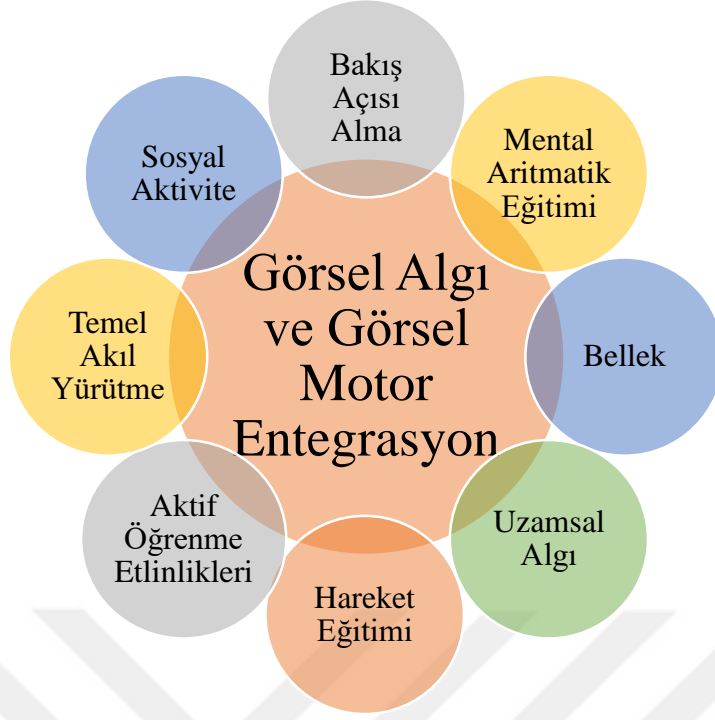 Bakış
Açısı
Alma
Mental
Aritmatik
Eğitimi
Sosyal
Aktivite
Görsel Algı
ve Görsel
Motor
Entegrasyon
Temel
Akıl
Yürütme
Bellek
Aktif
Öğrenme
Etlinlikleri
Uzamsal
Algı
Hareket
Eğitimi